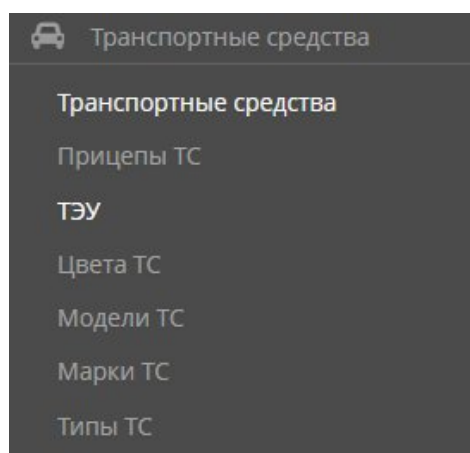 Транспортные средства
Транспортные средства
Прицепы ТС
ТЭУ
Цвета ТС
Модели ТС
Марки ТС
Типы ТС